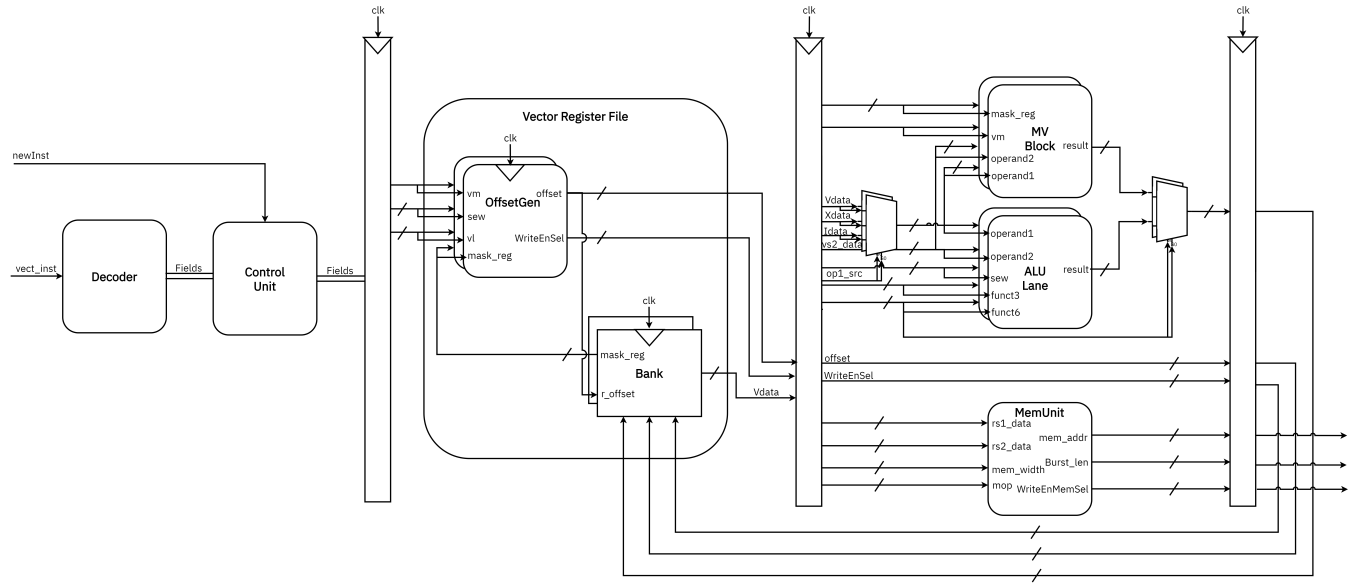 clk
clk
clk
Vector Register File
clk
newInst
vect_inst
Decoder
Fields
Control
Unit
Fields
vm
sew
vl
mask_reg
OffsetGen
offset
WriteEnSel
clk
mask_reg
Bank
r_offset
Vdata
Vdata
Xdata
Idata
vs2_data
op1_src
mask_reg
vm
operand2
operand1
MV
Block
result
operand1
operand2
sew
funct3
funct6
ALU
Lane
result
offset
WriteEnSel
MemUnit
rs1_data
rs2_data
mem_width
mop
mem_addr
Burst_len
WriteEnMemSel